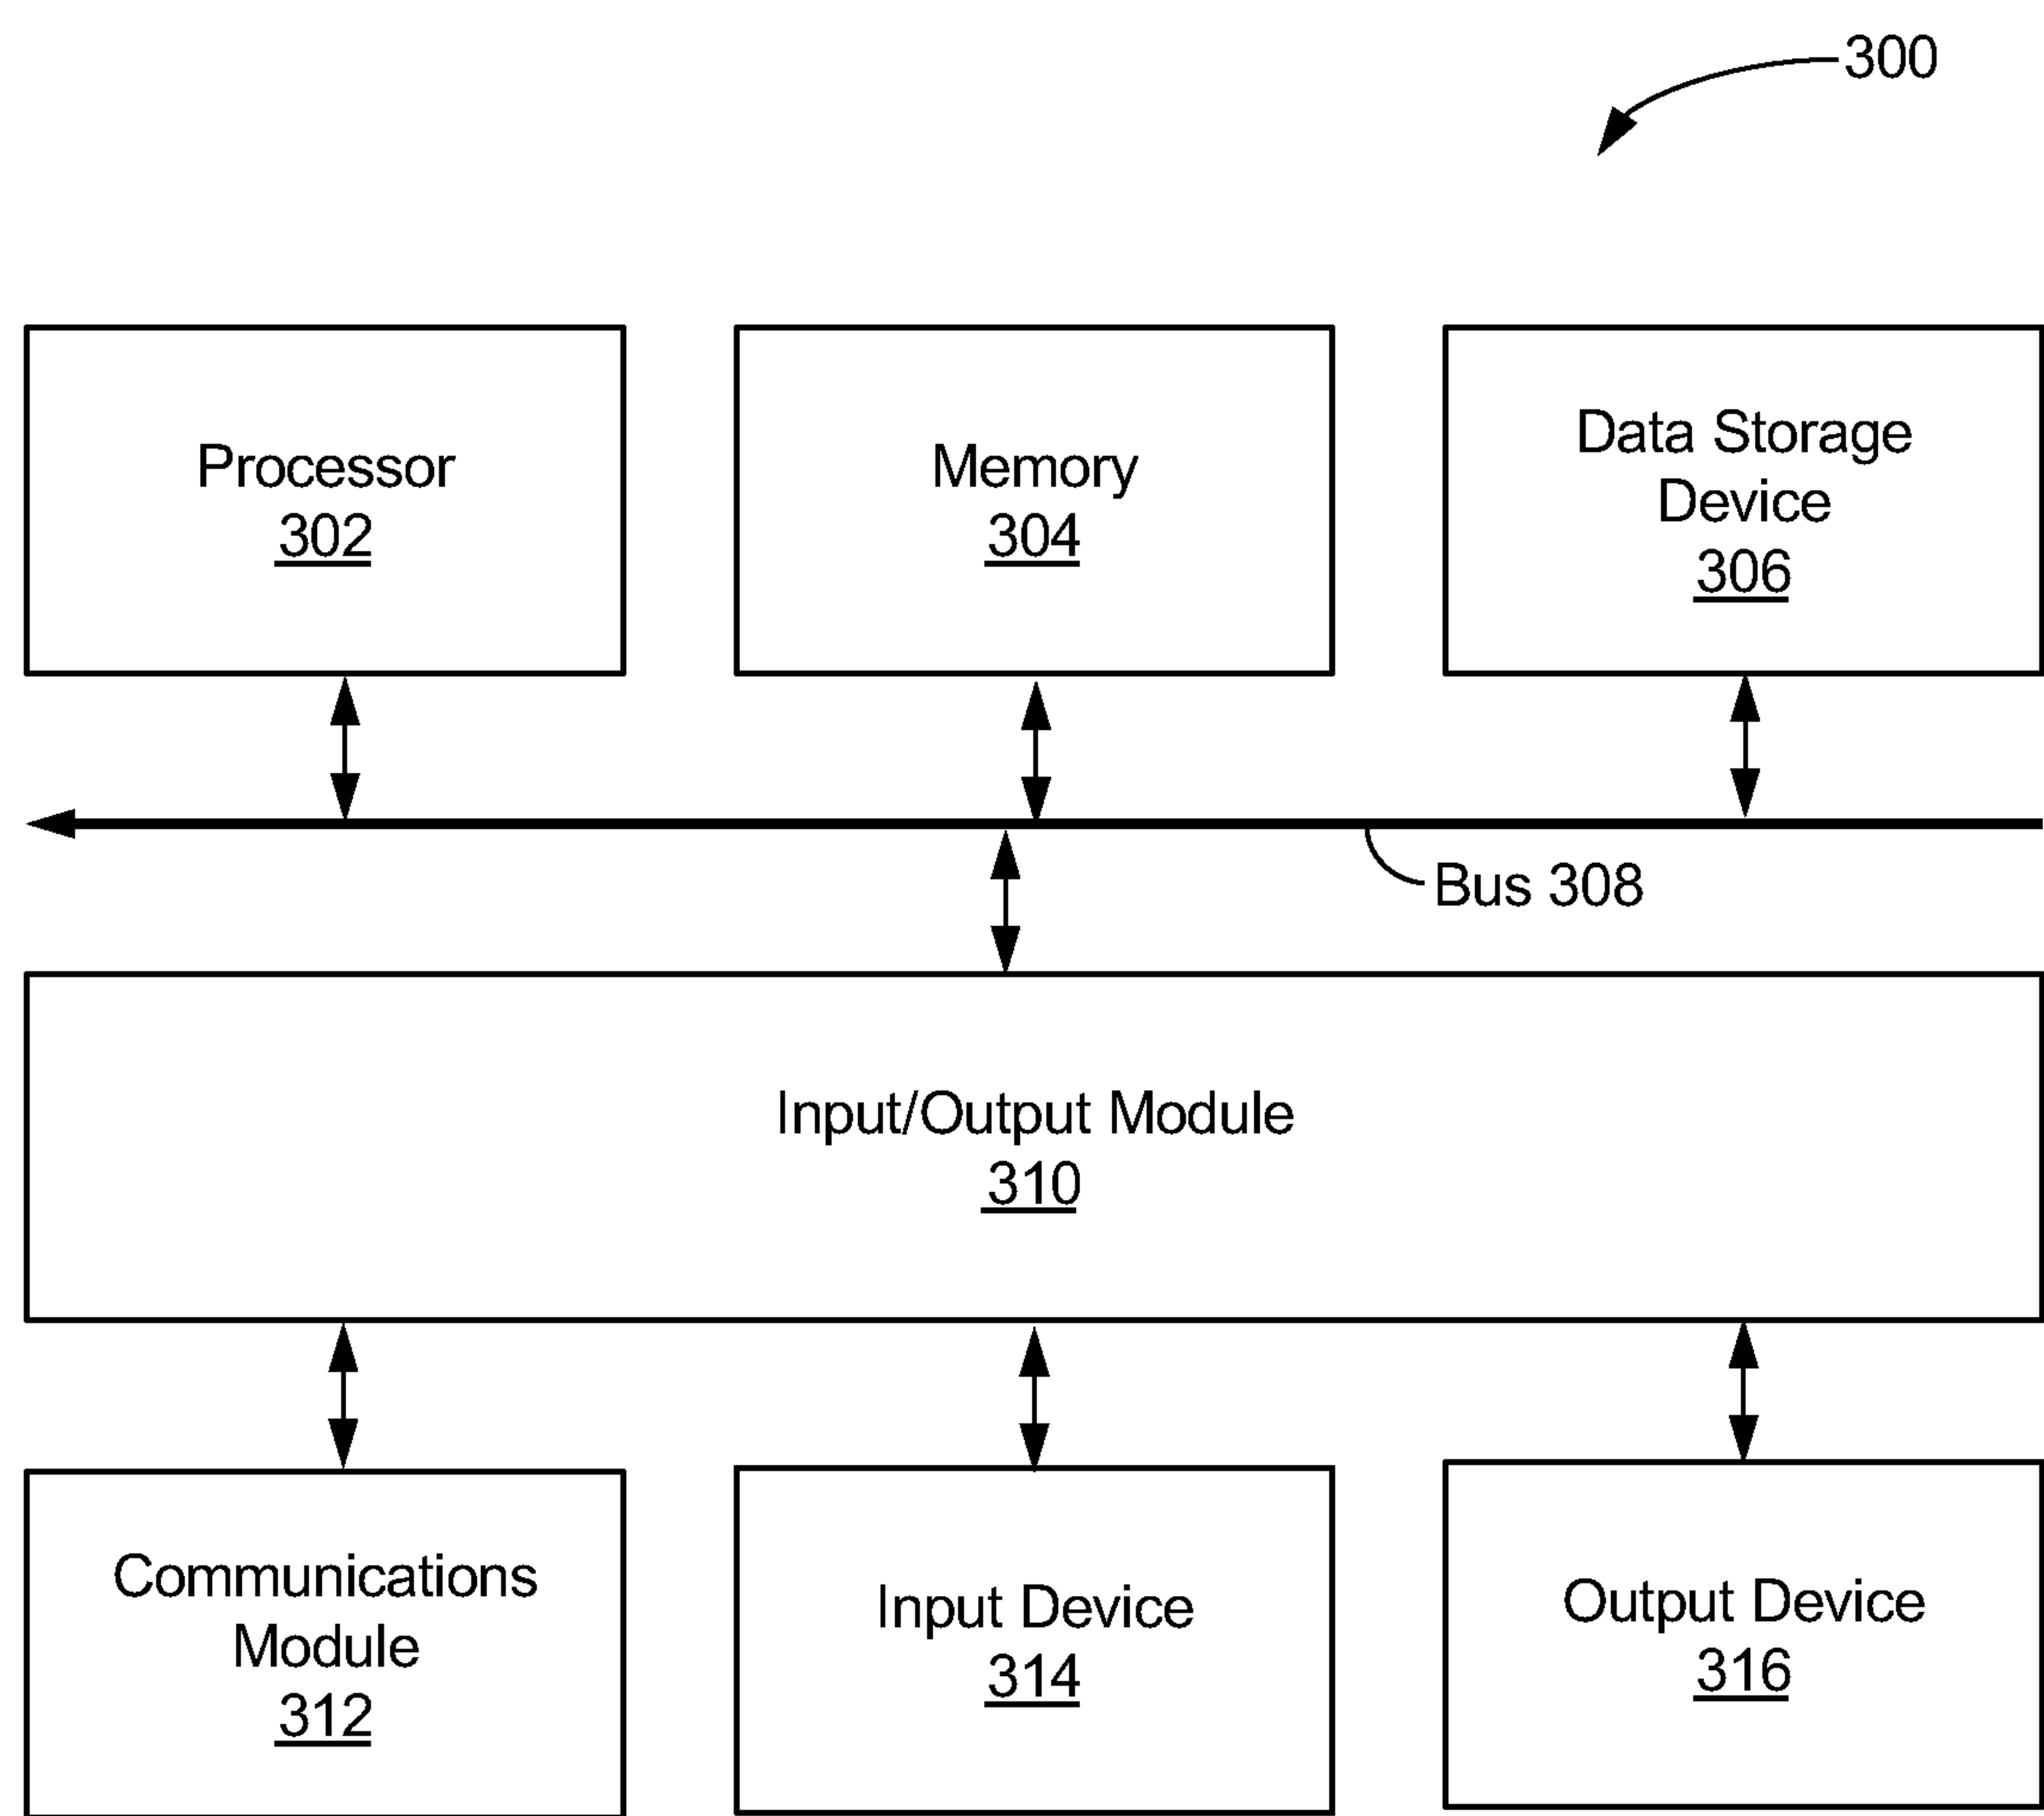 300
Processor
302
Memory
304
Data Storage
Device
306
Bus 308
Input/Output Module
310
Communications
Module
312
Input Device
314
Output Device
316